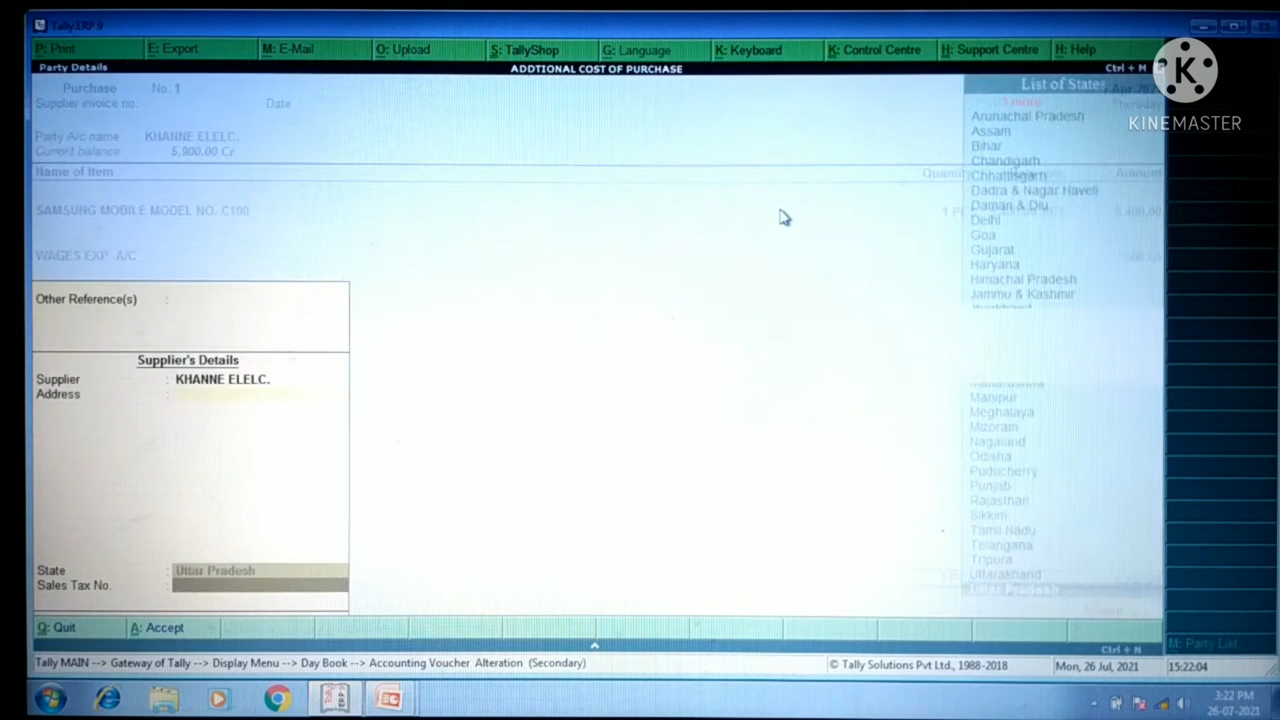 Tally.ERP 9
P: Print E: Export M: E-Mail O: Upload S: TallyShop G: Language K: Keyboard K: Control Centre H: Support Centre H: Help
Party Details ADDTIONAL COST OF PURCHASE Ctrl + M
KINEMASTER
Purchase No. 1
Supplier invoice no. Date
Thursday
Party A/c name KHANNE ELELC.
Current balance 5,900.00 Cr
Name of Item Amount
SAMSUNG MOBILE MODEL NO. C100
WAGES EXP A/C
List of States
Arunachal Pradesh
Assam
Bihar
Chandigarh
Chhattisgarh
Dadra & Nagar Haveli
Daman & Diu
Delhi
Goa
Gujarat
Haryana
Himachal Pradesh
Jammu & Kashmir
Manipur
Meghalaya
Mizoram
Nagaland
Odisha
Puducherry
Punjab
Rajasthan
Sikkim
Tamil Nadu
Telangana
Tripura
Uttarakhand
Uttar Pradesh
Other Reference(s) :
Supplier's Details
Supplier : KHANNE ELELC.
Address :
State : Uttar Pradesh
Sales Tax No. :
Q: Quit A: Accept
M: Party List
Ctrl + N
Tally MAIN --> Gateway of Tally --> Display Menu --> Day Book --> Accounting Voucher Alteration (Secondary) © Tally Solutions Pvt Ltd., 1988-2018 Mon, 26 Jul, 2021 15:22:04
3:22 PM
26-07-2021